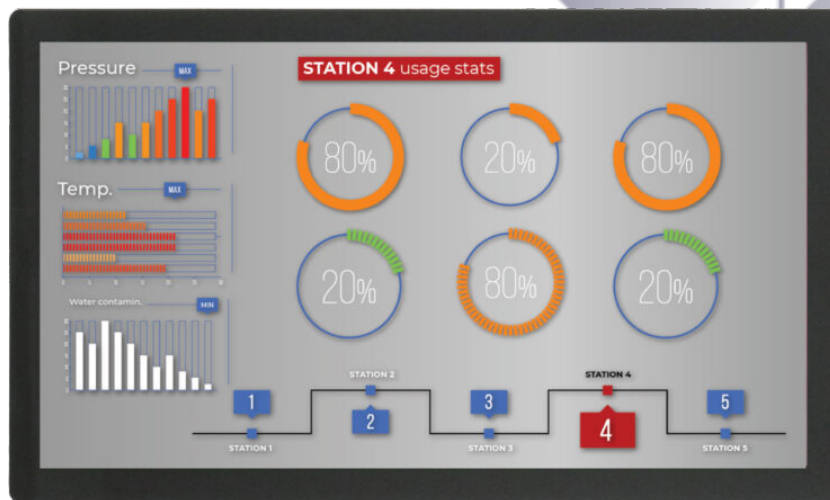 Pressure
MAX
STATION 4 usage stats
80%
20%
80%
Temp.
MAX
20%
80%
20%
Water contamin.
MIN
STATION 2
STATION 4
1
3
5
2
4
STATION 1
STATION 3
STATION 5